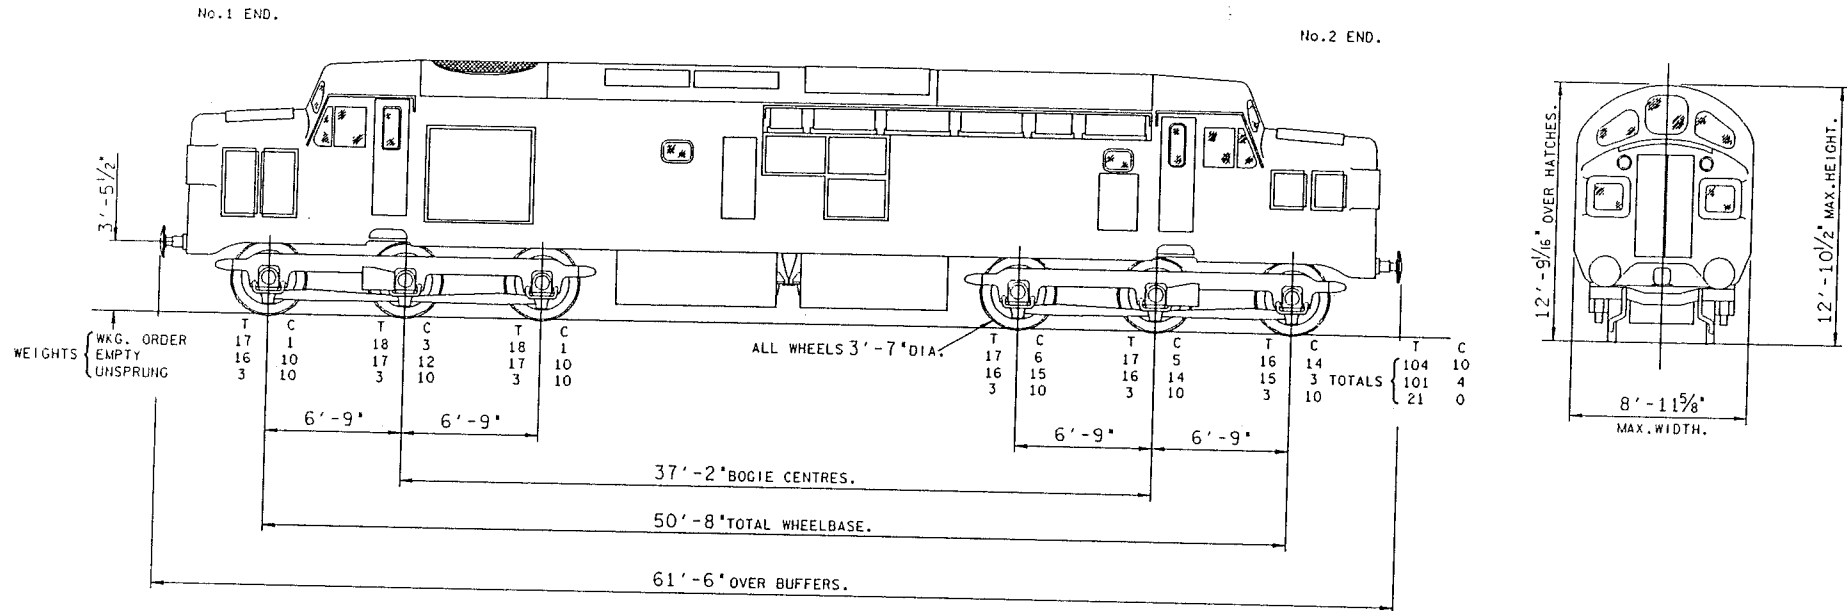 No.1 END.
No.2 END.
3'-5½"
12'-9/16" OVER HATCHES.
12'-10½" MAX.HEIGHT.
8'-11⅝"
MAX.WIDTH.
T C T C T C
WEIGHTS { WKG. ORDER 17 1 18 3 18 1
EMPTY 16 10 17 12 17 10
UNSPRUNG 3 10 3 10 3 10
ALL WHEELS 3'-7" DIA.
T C T C T C T C
17 6 17 5 16 14 104 10
16 15 16 14 15 3 TOTALS { 101 4
3 10 3 10 3 10 21 0
6'-9" 6'-9" 6'-9" 6'-9"
37'-2" BOGIE CENTRES.
50'-8" TOTAL WHEELBASE.
61'-6" OVER BUFFERS.